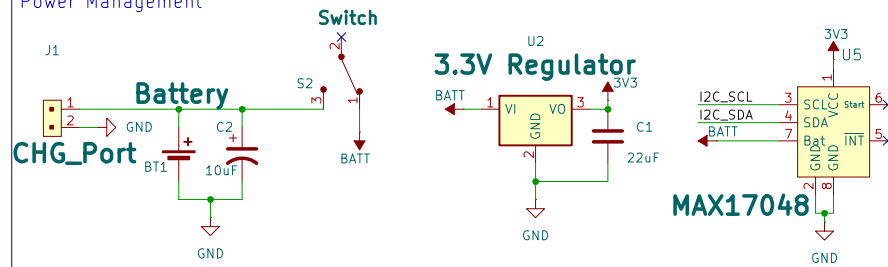 Power Management
Switch
2
J1
S2
3
1
BATT
Battery
1
2
GND
CHG_Port
BT1
+
C2
+
10uF
GND
U2
3.3V Regulator
BATT
1
VI
VO
3
3V3
GND
2
C1
22uF
GND
3V3
U5
1
I2C_SCL
3
SCL
VCC
Start
6
I2C_SDA
4
SDA
BATT
7
Bat
INT
5
GND
GND
2
8
MAX17048
GND